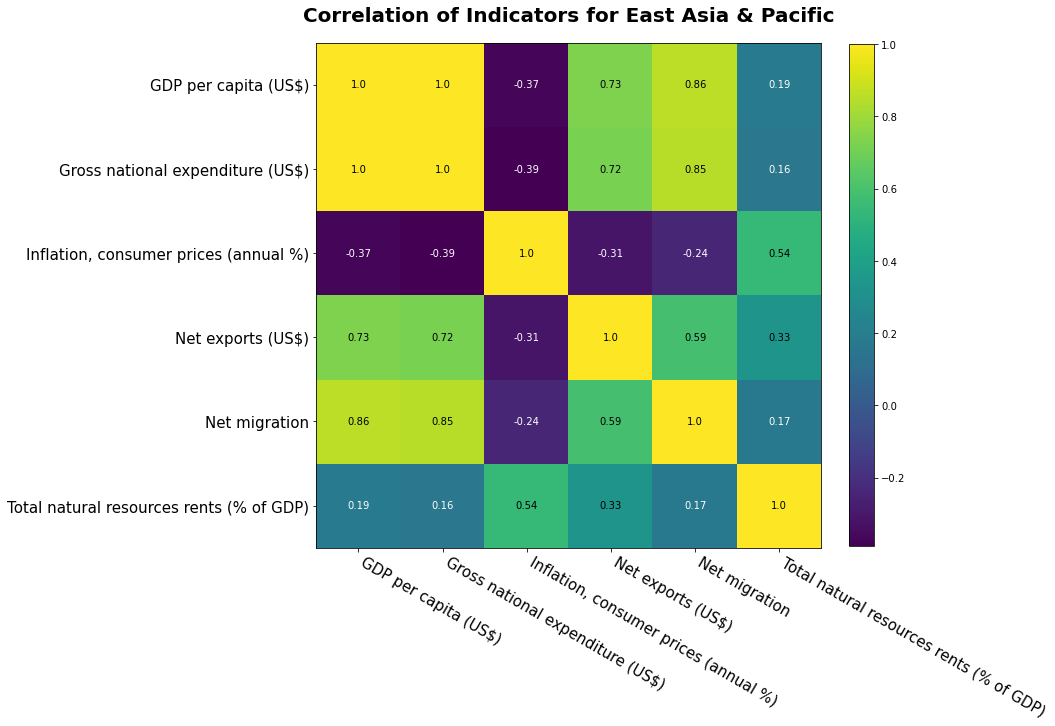 Correlation of Indicators for East Asia & Pacific
GDP per capita (US$) 1.0 1.0 -0.37 0.73 0.86 0.19
Gross national expenditure (US$) 1.0 1.0 -0.39 0.72 0.85 0.16
Inflation, consumer prices (annual %) -0.37 -0.39 1.0 -0.31 -0.24 0.54
Net exports (US$) 0.73 0.72 -0.31 1.0 0.59 0.33
Net migration 0.86 0.85 -0.24 0.59 1.0 0.17
Total natural resources rents (% of GDP) 0.19 0.16 0.54 0.33 0.17 1.0
GDP per capita (US$)
Gross national expenditure (US$)
Inflation, consumer prices (annual %)
Net exports (US$)
Net migration
Total natural resources rents (% of GDP)
1.0
0.8
0.6
0.4
0.2
0.0
−0.2